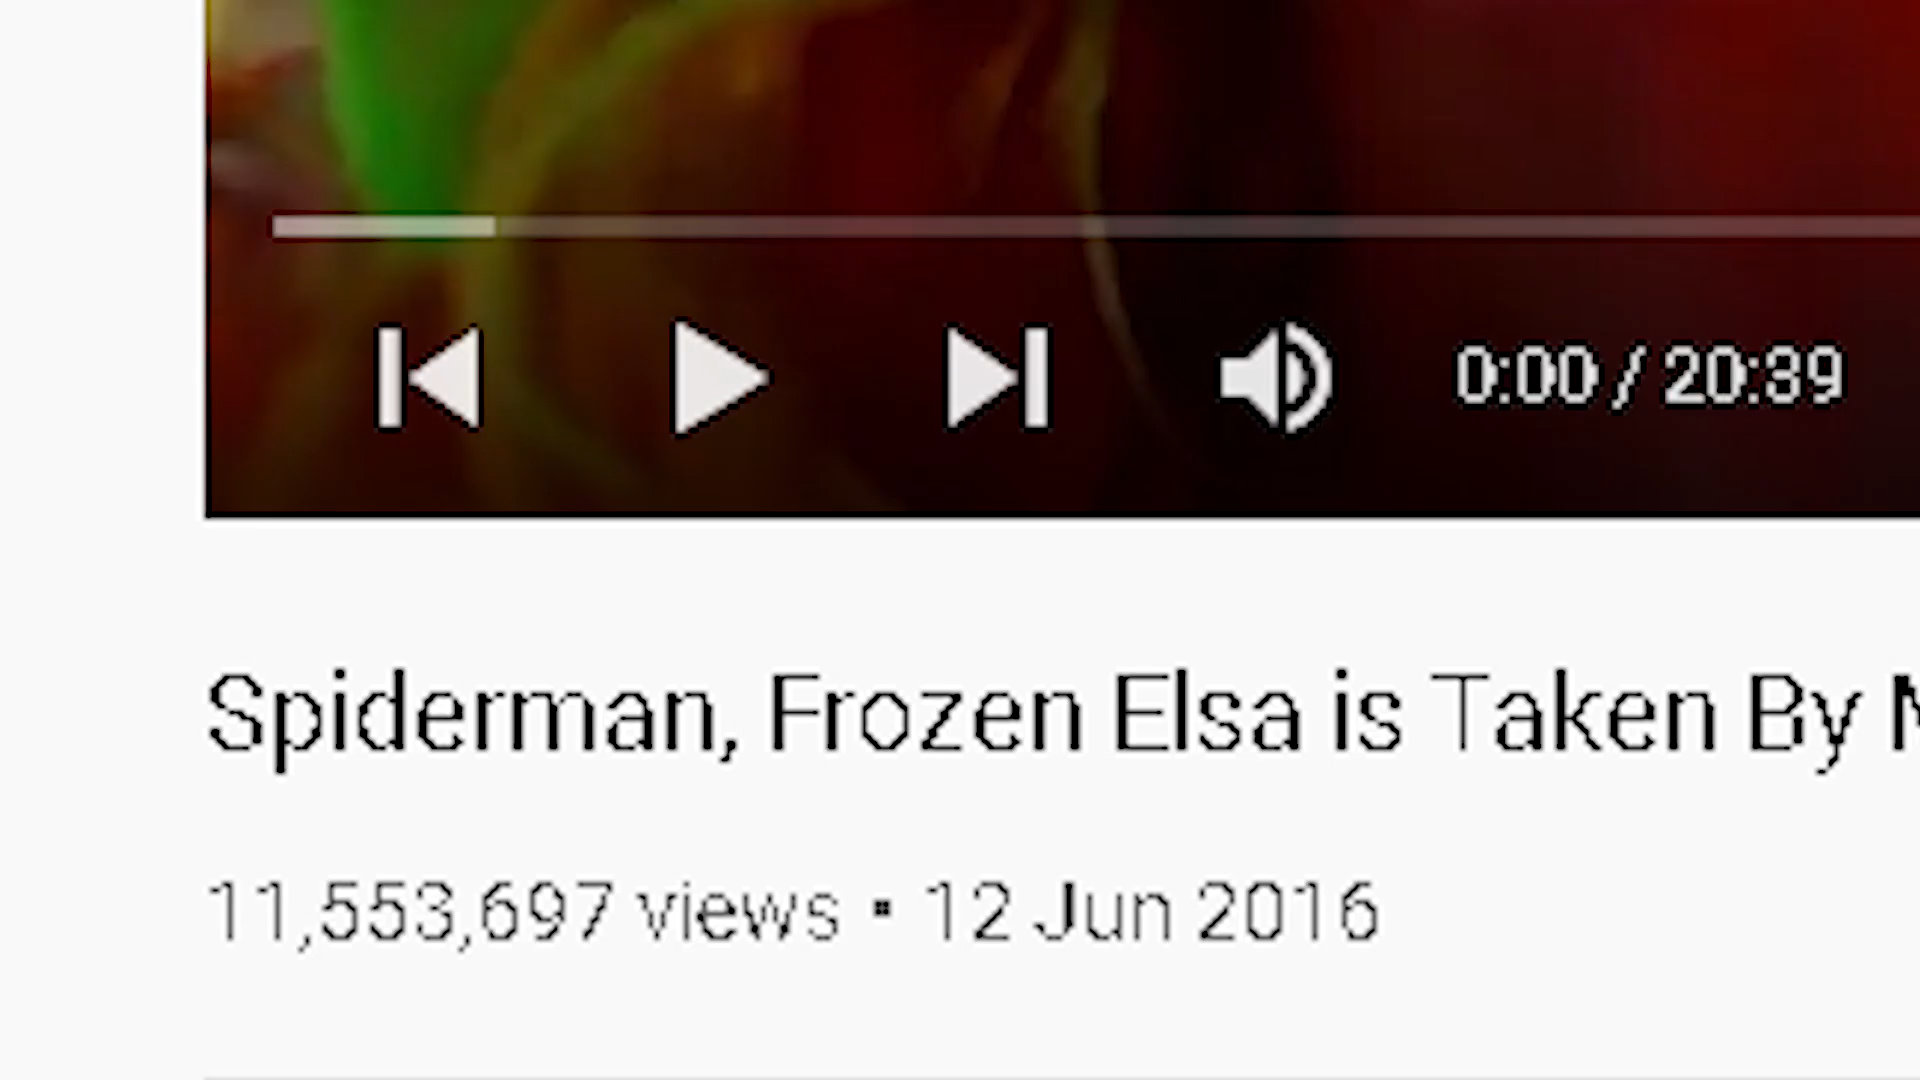 0:00 / 20:39
Spiderman, Frozen Elsa is Taken By
11,553,697 views • 12 Jun 2016